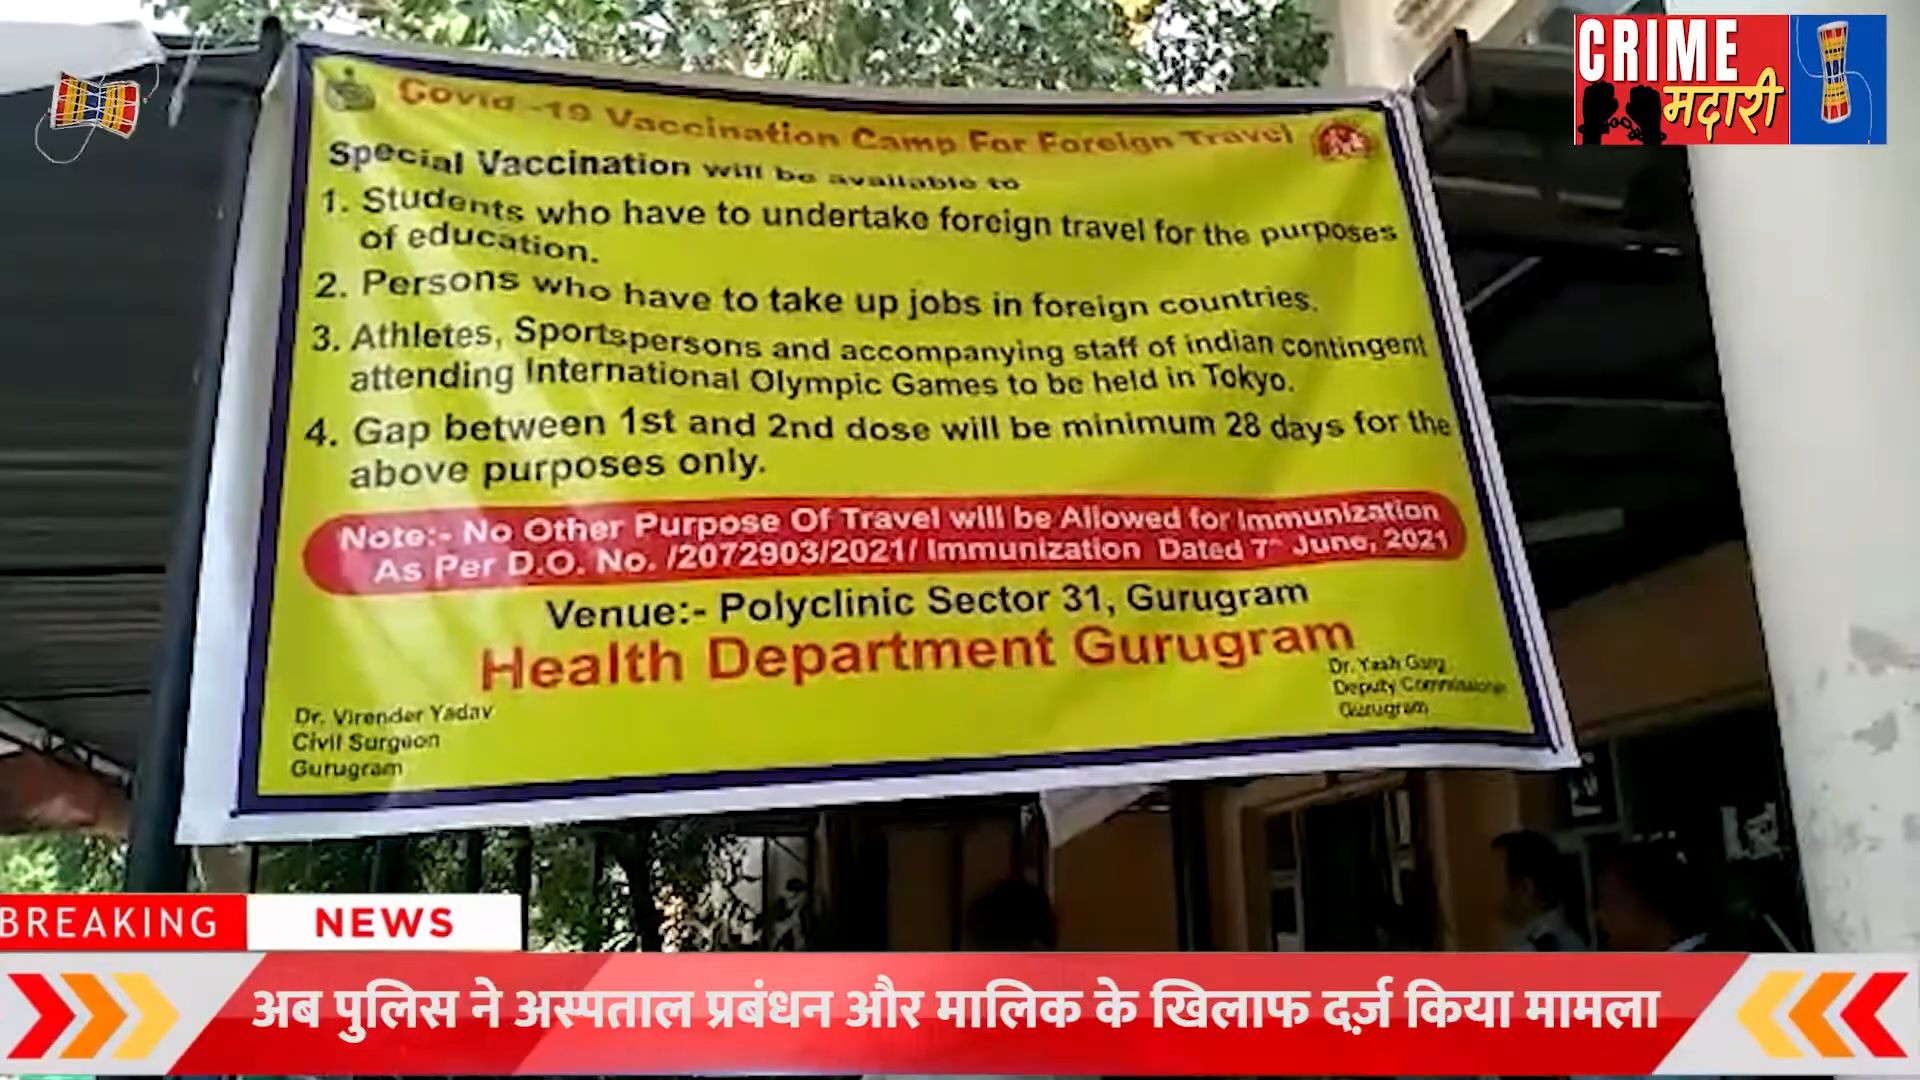 CRIME
मदारी
Covid -19 Vaccination Camp For Foreign Travel
Special Vaccination will be available to
1. Students who have to undertake foreign travel for the purposes
of education.
2. Persons who have to take up jobs in foreign countries.
3. Athletes, Sportspersons and accompanying staff of indian contingent
attending International Olympic Games to be held in Tokyo.
4. Gap between 1st and 2nd dose will be minimum 28 days for the
above purposes only.
Note:- No Other Purpose Of Travel will be Allowed for Immunization
As Per D.O. No. /2072903/2021/ Immunization Dated 7 June, 2021
Venue:- Polyclinic Sector 31, Gurugram
Health Department Gurugram
Dr. Virender Yadav
Civil Surgeon
Gurugram
Dr. Yash Garg
Deputy Commissioner
Gurugram
BREAKING NEWS
अब पुलिस ने अस्पताल प्रबंधन और मालिक के खिलाफ दर्ज़ किया मामला